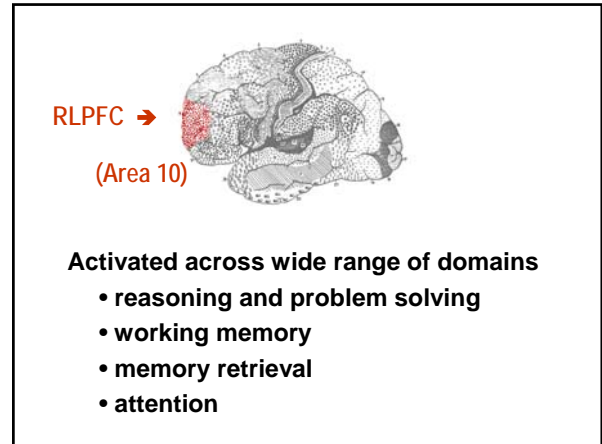 RLPFC ➔
(Area 10)
Activated across wide range of domains
• reasoning and problem solving
• working memory
• memory retrieval
• attention